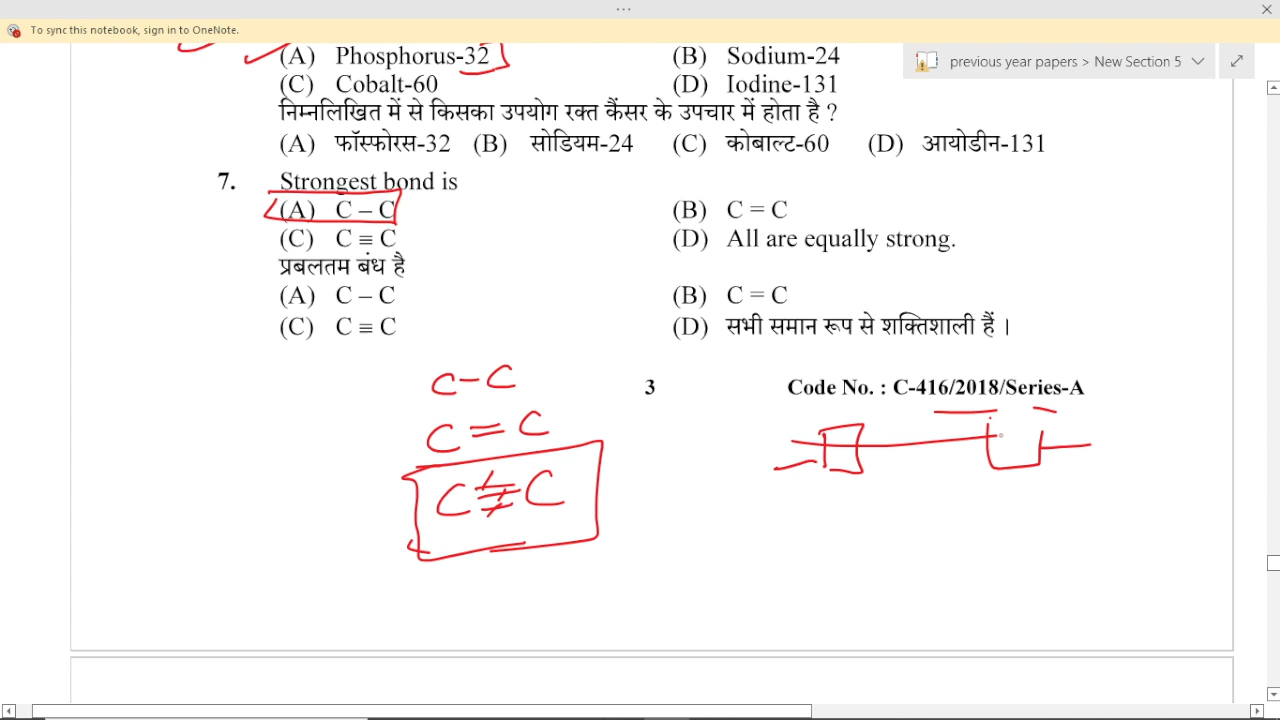 To sync this notebook, sign in to OneNote.
previous year papers > New Section 5
(A) Phosphorus-32 (B) Sodium-24
(C) Cobalt-60 (D) Iodine-131
निम्नलिखित में से किसका उपयोग रक्त कैंसर के उपचार में होता है ?
(A) फॉस्फोरस-32 (B) सोडियम-24 (C) कोबाल्ट-60 (D) आयोडीन-131
7. Strongest bond is
(A) C – C (B) C = C
(C) C ≡ C (D) All are equally strong.
प्रबलतम बंध है
(A) C – C (B) C = C
(C) C ≡ C (D) सभी समान रूप से शक्तिशाली हैं ।
C – C
3 Code No. : C-416/2018/Series-A
C = C
C ≡ C